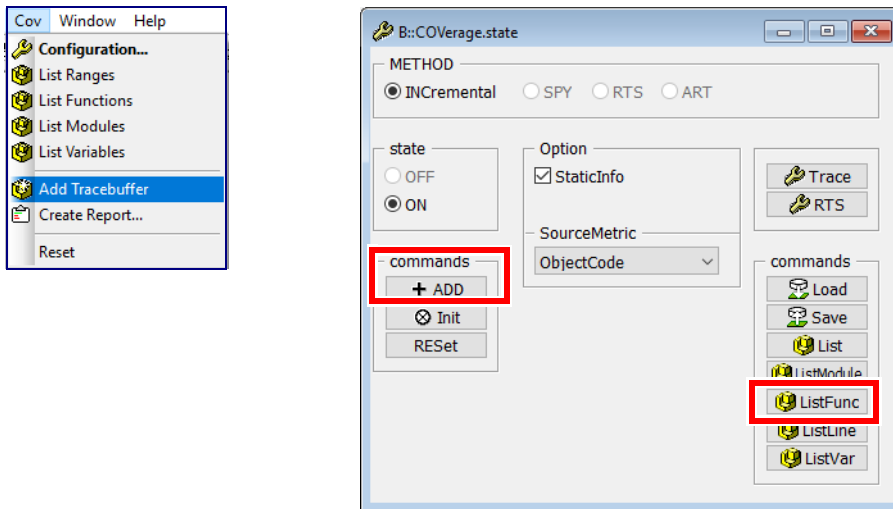 Cov Window Help
Configuration...
List Ranges
List Functions
List Modules
List Variables
Add Tracebuffer
Create Report...
Reset
B::COVerage.state
METHOD
INCremental SPY RTS ART
state
OFF
ON
Option
StaticInfo
SourceMetric
ObjectCode
Trace
RTS
commands
+ ADD
Init
RESet
commands
Load
Save
List
ListModule
ListFunc
ListLine
ListVar